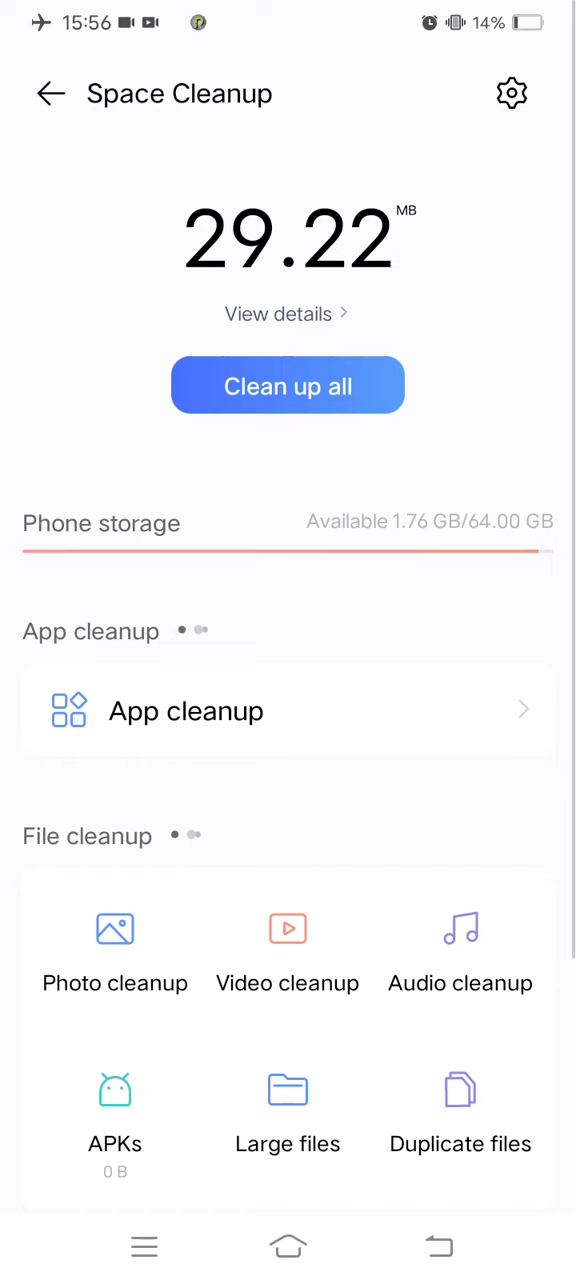 15:56
14%
Space Cleanup
29.22 MB
View details
Clean up all
Phone storage
Available 1.76 GB/64.00 GB
App cleanup
App cleanup
File cleanup
Photo cleanup
Video cleanup
Audio cleanup
APKs
0 B
Large files
Duplicate files